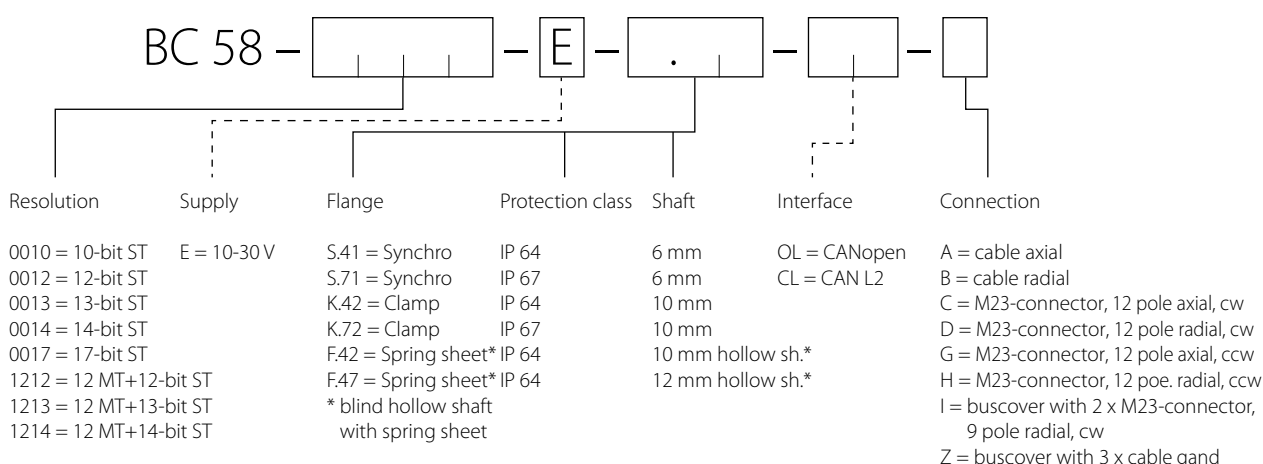 BC 58 – . – E – . – –
Resolution Supply Flange Protection class Shaft Interface Connection
0010 = 10-bit ST E = 10-30 V S.41 = Synchro IP 64 6 mm OL = CANopen A = cable axial
0012 = 12-bit ST S.71 = Synchro IP 67 6 mm CL = CAN L2 B = cable radial
0013 = 13-bit ST K.42 = Clamp IP 64 10 mm C = M23-connector, 12 pole axial, cw
0014 = 14-bit ST K.72 = Clamp IP 67 10 mm D = M23-connector, 12 pole radial, cw
0017 = 17-bit ST F.42 = Spring sheet* IP 64 10 mm hollow sh.* G = M23-connector, 12 pole axial, ccw
1212 = 12 MT+12-bit ST F.47 = Spring sheet* IP 64 12 mm hollow sh.* H = M23-connector, 12 poe. radial, ccw
1213 = 12 MT+13-bit ST * blind hollow shaft I = buscover with 2 x M23-connector,
1214 = 12 MT+14-bit ST with spring sheet 9 pole radial, cw
Z = buscover with 3 x cable gand